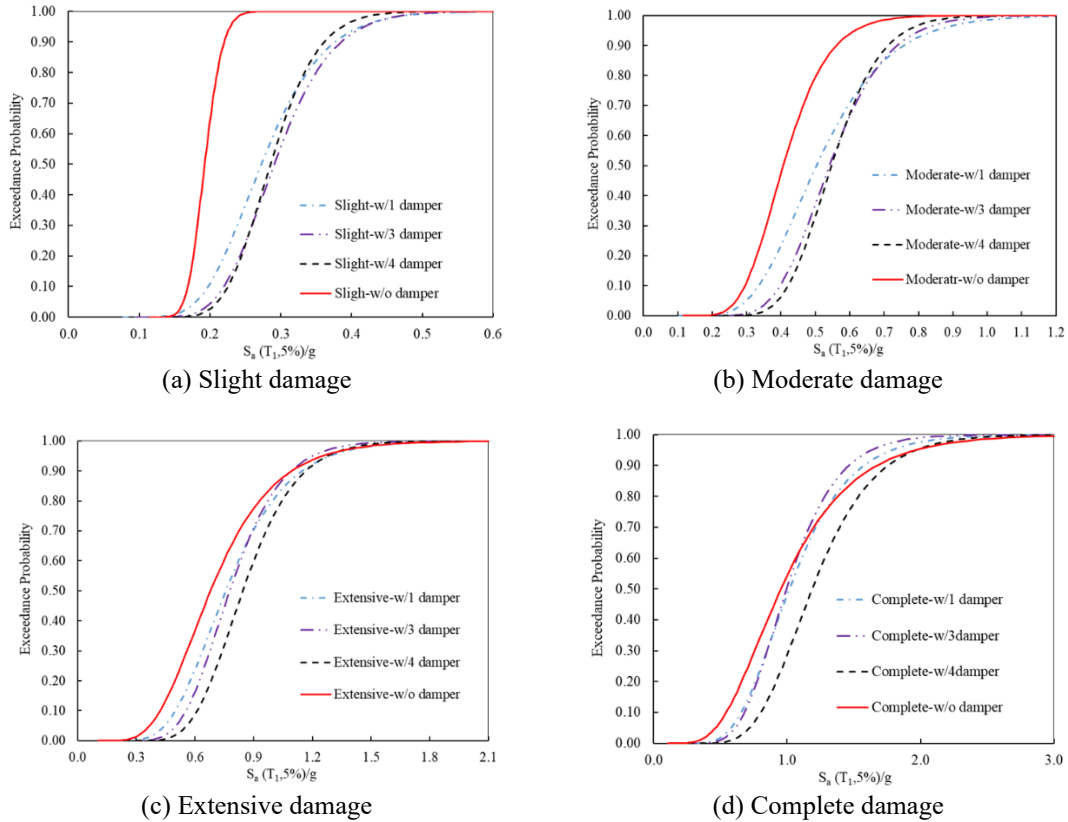 1.00
0.90
0.80
0.70
0.60
0.50
0.40
0.30
0.20
0.10
0.00
Exceedance Probability
Slight-w/1 damper
Slight-w/3 damper
Slight-w/4 damper
Sligh-w/o damper
0.0 0.1 0.2 0.3 0.4 0.5 0.6
Sa (T1,5%)/g
(a) Slight damage
1.00
0.90
0.80
0.70
0.60
0.50
0.40
0.30
0.20
0.10
0.00
Exceedance Probability
Moderate-w/1 damper
Moderate-w/3 damper
Moderate-w/4 damper
Moderatr-w/o damper
0.0 0.1 0.2 0.3 0.4 0.5 0.6 0.7 0.8 0.9 1.0 1.1 1.2
Sa (T1,5%)/g
(b) Moderate damage
1.00
0.90
0.80
0.70
0.60
0.50
0.40
0.30
0.20
0.10
0.00
Exceedance Probability
Extensive-w/1 damper
Extensive-w/3 damper
Extensive-w/4 damper
Extensive-w/o damper
0.0 0.3 0.6 0.9 1.2 1.5 1.8 2.1
Sa (T1,5%)/g
(c) Extensive damage
1.00
0.90
0.80
0.70
0.60
0.50
0.40
0.30
0.20
0.10
0.00
Exceedance Probability
Complete-w/1 damper
Complete-w/3damper
Complete-w/4damper
Complete-w/o damper
0.0 1.0 2.0 3.0
Sa (T1,5%)/g
(d) Complete damage